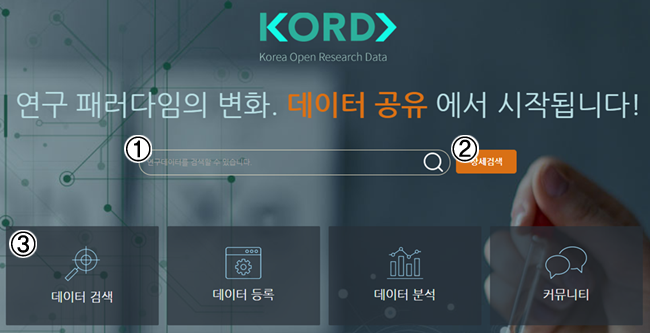 KORD
Korea Open Research Data
연구 패러다임의 변화. 데이터 공유 에서 시작됩니다!
① 연구데이터를 검색할 수 있습니다. ② 상세검색
③
데이터 검색 데이터 등록 데이터 분석 커뮤니티